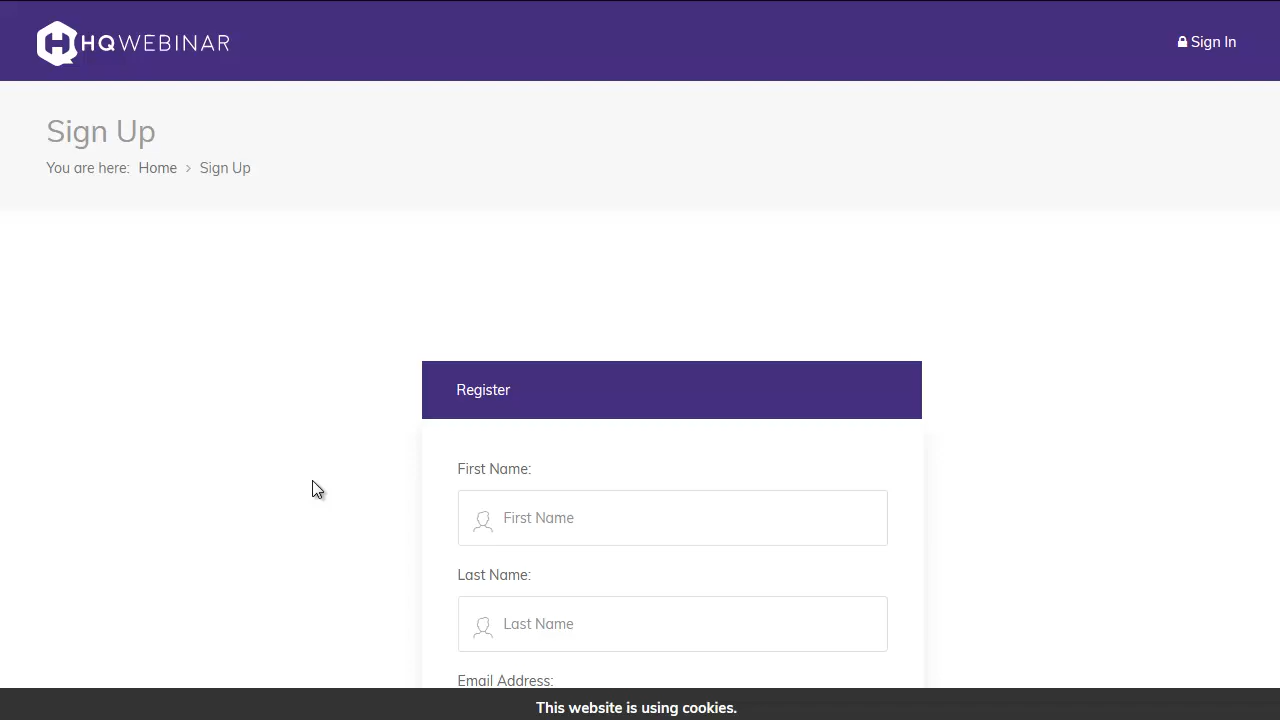 HQWEBINAR
Sign In
Sign Up
You are here: Home > Sign Up
Register
First Name:
First Name
Last Name:
Last Name
Email Address:
This website is using cookies.